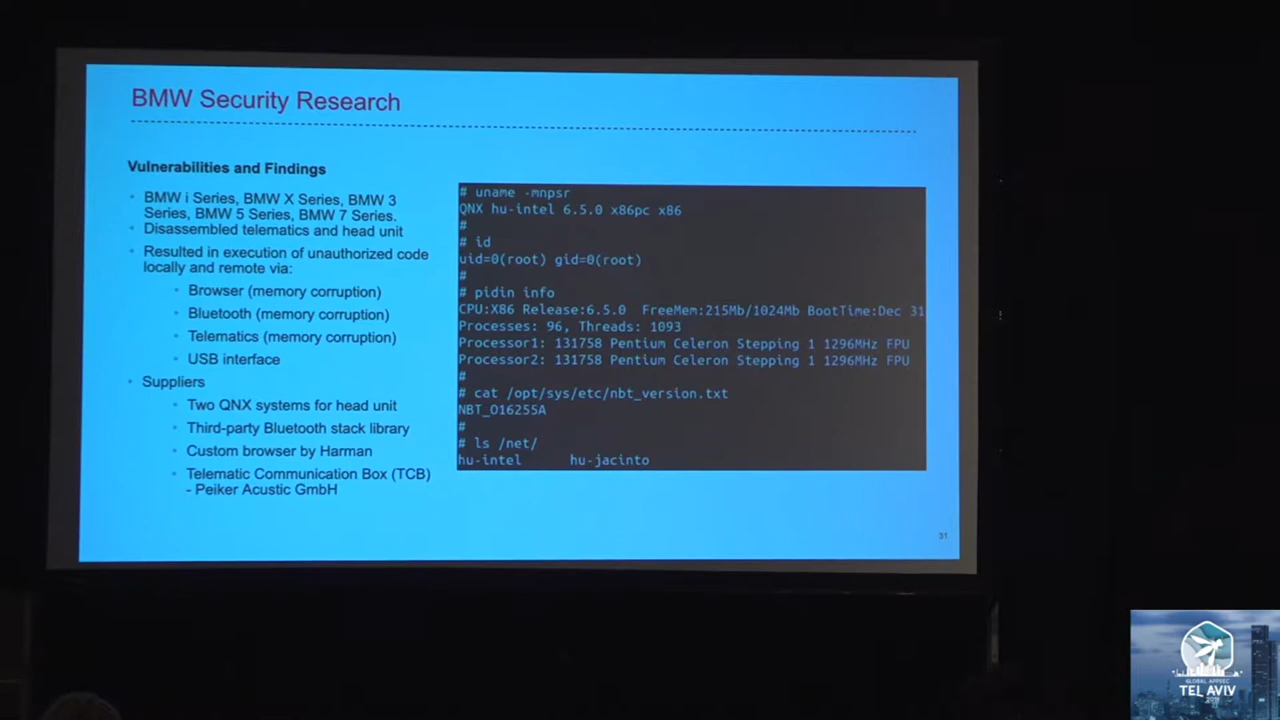 BMW Security Research
Vulnerabilities and Findings
BMW i Series, BMW X Series, BMW 3
Series, BMW 5 Series, BMW 7 Series.
Disassembled telematics and head unit
Resulted in execution of unauthorized code
locally and remote via:
Browser (memory corruption)
Bluetooth (memory corruption)
Telematics (memory corruption)
USB interface
Suppliers
Two QNX systems for head unit
Third-party Bluetooth stack library
Custom browser by Harman
Telematic Communication Box (TCB)
- Peiker Acustic GmbH
# uname -mnpsr
QNX hu-intel 6.5.0 x86pc x86
#
# id
uid=0(root) gid=0(root)
#
# pidin info
CPU:X86 Release:6.5.0 FreeMem:215Mb/1024Mb BootTime:Dec 31
Processes: 96, Threads: 1093
Processor1: 131758 Pentium Celeron Stepping 1 1296MHz FPU
Processor2: 131758 Pentium Celeron Stepping 1 1296MHz FPU
#
# cat /opt/sys/etc/nbt_version.txt
NBT_O16255A
#
# ls /net/
hu-intel hu-jacinto
31
GLOBAL APPSEC
TEL AVIV